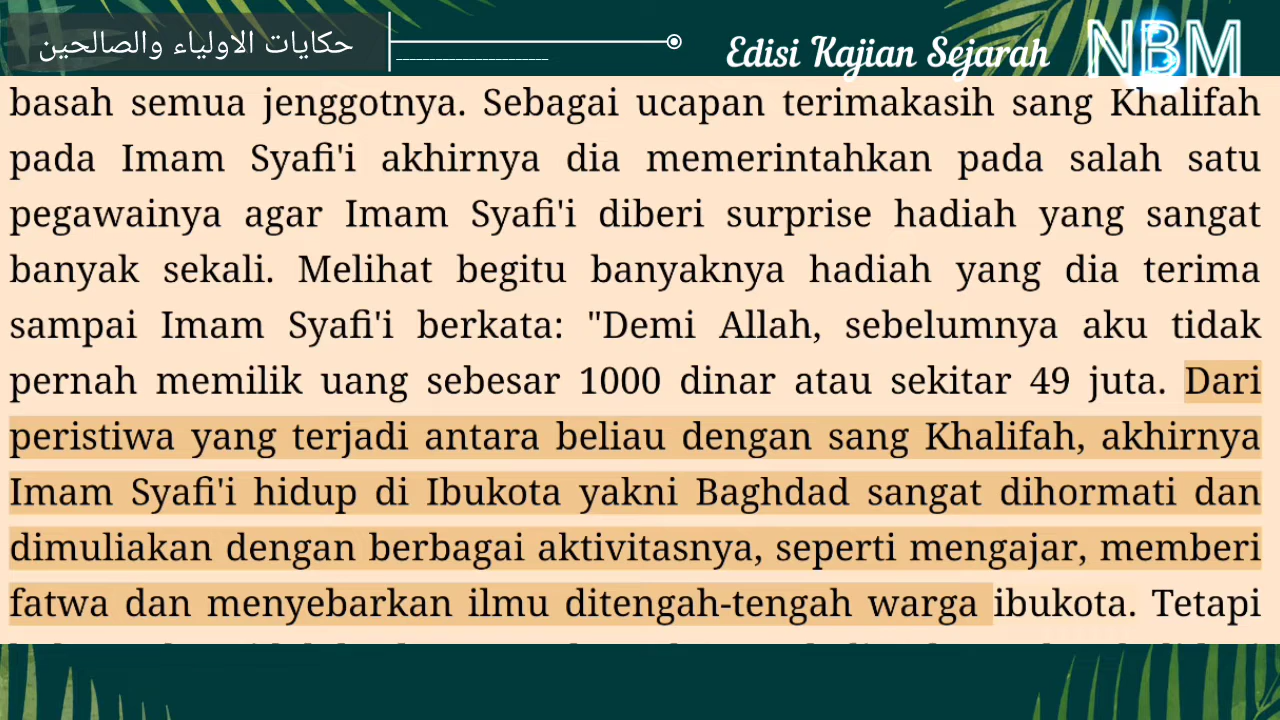 حكايات الاولياء والصالحين
Edisi Kajian Sejarah
NBM
basah semua jenggotnya. Sebagai ucapan terimakasih sang Khalifah
pada Imam Syafi'i akhirnya dia memerintahkan pada salah satu
pegawainya agar Imam Syafi'i diberi surprise hadiah yang sangat
banyak sekali. Melihat begitu banyaknya hadiah yang dia terima
sampai Imam Syafi'i berkata: "Demi Allah, sebelumnya aku tidak
pernah memilik uang sebesar 1000 dinar atau sekitar 49 juta. Dari
peristiwa yang terjadi antara beliau dengan sang Khalifah, akhirnya
Imam Syafi'i hidup di Ibukota yakni Baghdad sangat dihormati dan
dimuliakan dengan berbagai aktivitasnya, seperti mengajar, memberi
fatwa dan menyebarkan ilmu ditengah-tengah warga ibukota. Tetapi